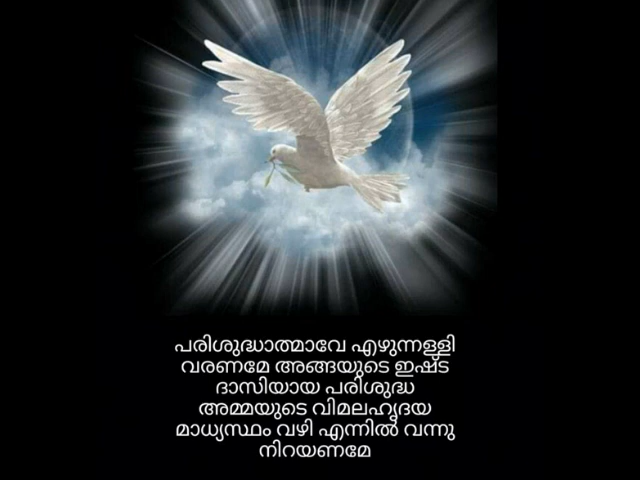 പരിശുദ്ധാത്മാവേ എഴുന്നള്ളി
വരണമേ അങ്ങയുടെ ഇഷ്ട
ദാസിയായ പരിശുദ്ധ
അമ്മയുടെ വിമലഹൃദയ
മാധ്യസ്ഥം വഴി എന്നിൽ വന്നു
നിറയണമേ